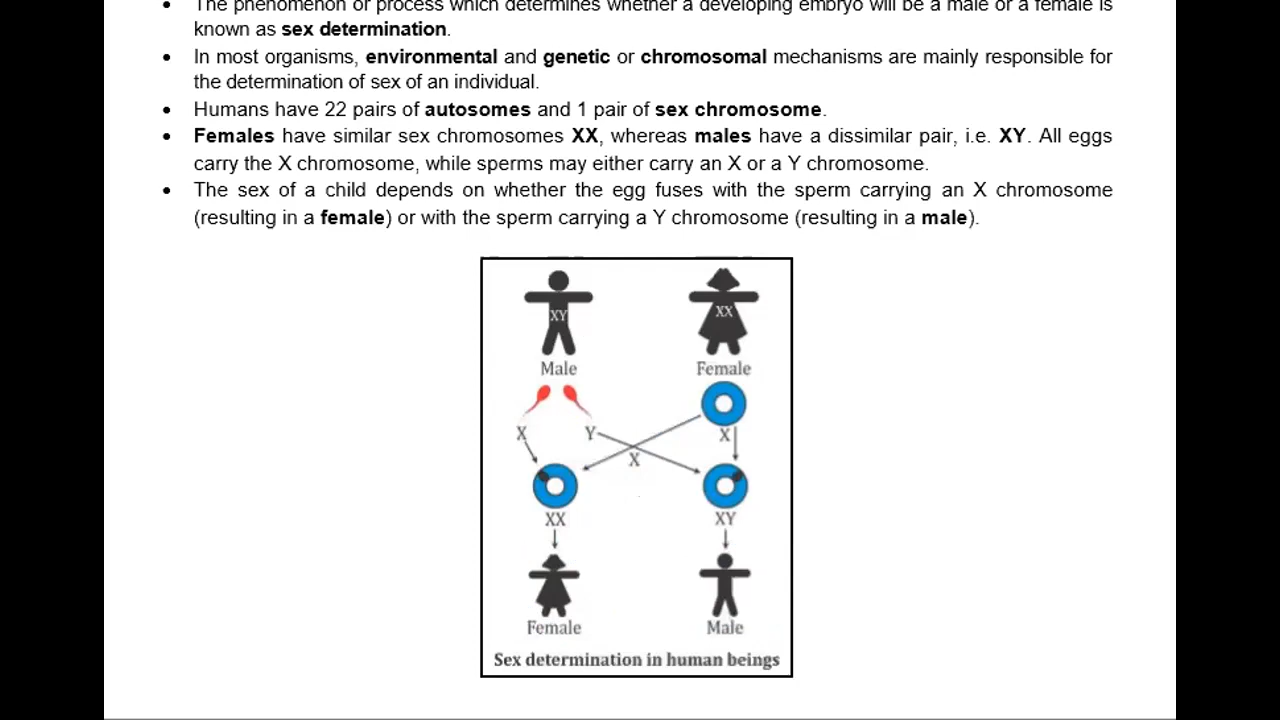 • The phenomenon or process which determines whether a developing embryo will be a male or a female is
known as sex determination.
• In most organisms, environmental and genetic or chromosomal mechanisms are mainly responsible for
the determination of sex of an individual.
• Humans have 22 pairs of autosomes and 1 pair of sex chromosome.
• Females have similar sex chromosomes XX, whereas males have a dissimilar pair, i.e. XY. All eggs
carry the X chromosome, while sperms may either carry an X or a Y chromosome.
• The sex of a child depends on whether the egg fuses with the sperm carrying an X chromosome
(resulting in a female) or with the sperm carrying a Y chromosome (resulting in a male).
XY XX
Male Female
X Y X
X
XX XY
Female Male
Sex determination in human beings